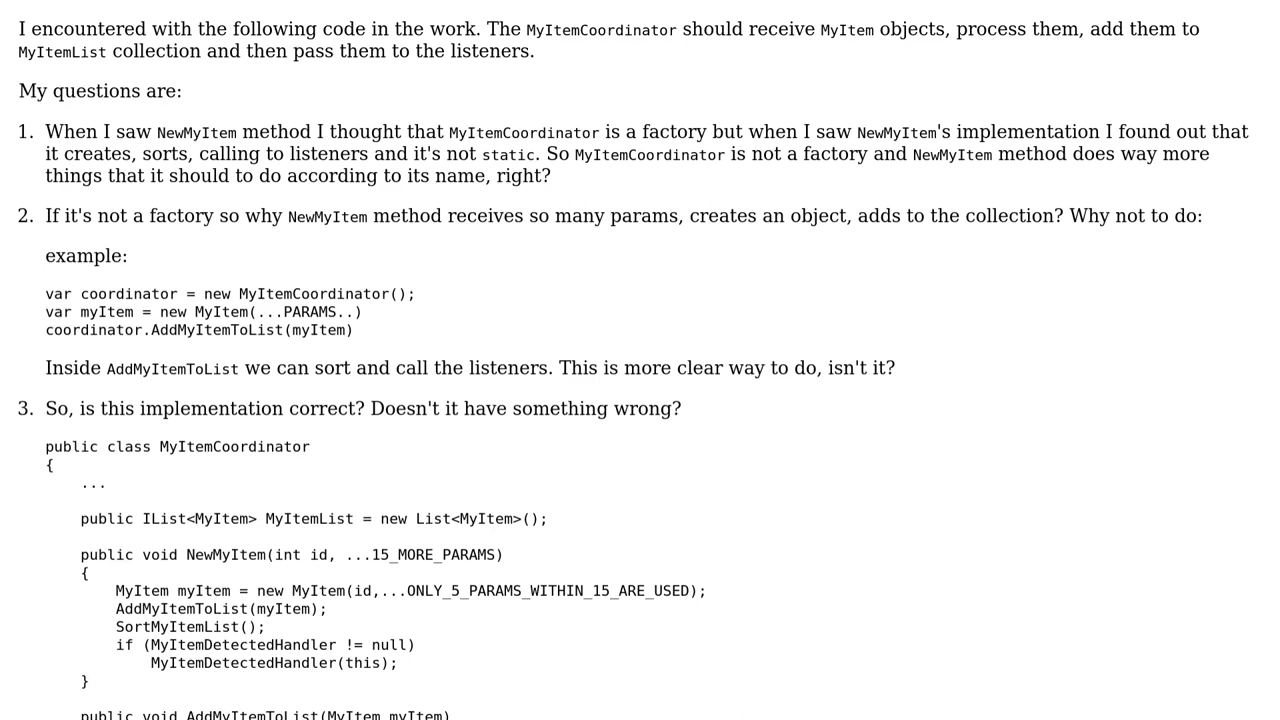 I encountered with the following code in the work. The MyItemCoordinator should receive MyItem objects, process them, add them to
MyItemList collection and then pass them to the listeners.
My questions are:
1. When I saw NewMyItem method I thought that MyItemCoordinator is a factory but when I saw NewMyItem's implementation I found out that
it creates, sorts, calling to listeners and it's not static. So MyItemCoordinator is not a factory and NewMyItem method does way more
things that it should to do according to its name, right?
2. If it's not a factory so why NewMyItem method receives so many params, creates an object, adds to the collection? Why not to do:
example:
var coordinator = new MyItemCoordinator();
var myItem = new MyItem(...PARAMS..)
coordinator.AddMyItemToList(myItem)
Inside AddMyItemToList we can sort and call the listeners. This is more clear way to do, isn't it?
3. So, is this implementation correct? Doesn't it have something wrong?
public class MyItemCoordinator
{
...
public IList<MyItem> MyItemList = new List<MyItem>();
public void NewMyItem(int id, ...15_MORE_PARAMS)
{
MyItem myItem = new MyItem(id,...ONLY_5_PARAMS_WITHIN_15_ARE_USED);
AddMyItemToList(myItem);
SortMyItemList();
if (MyItemDetectedHandler != null)
MyItemDetectedHandler(this);
}
public void AddMyItemToList(MyItem myItem)